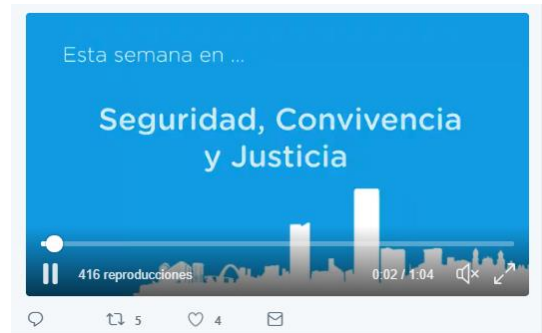 Esta semana en ...
Seguridad, Convivencia
y Justicia
416 reproducciones
0:02 / 1:04
5
4